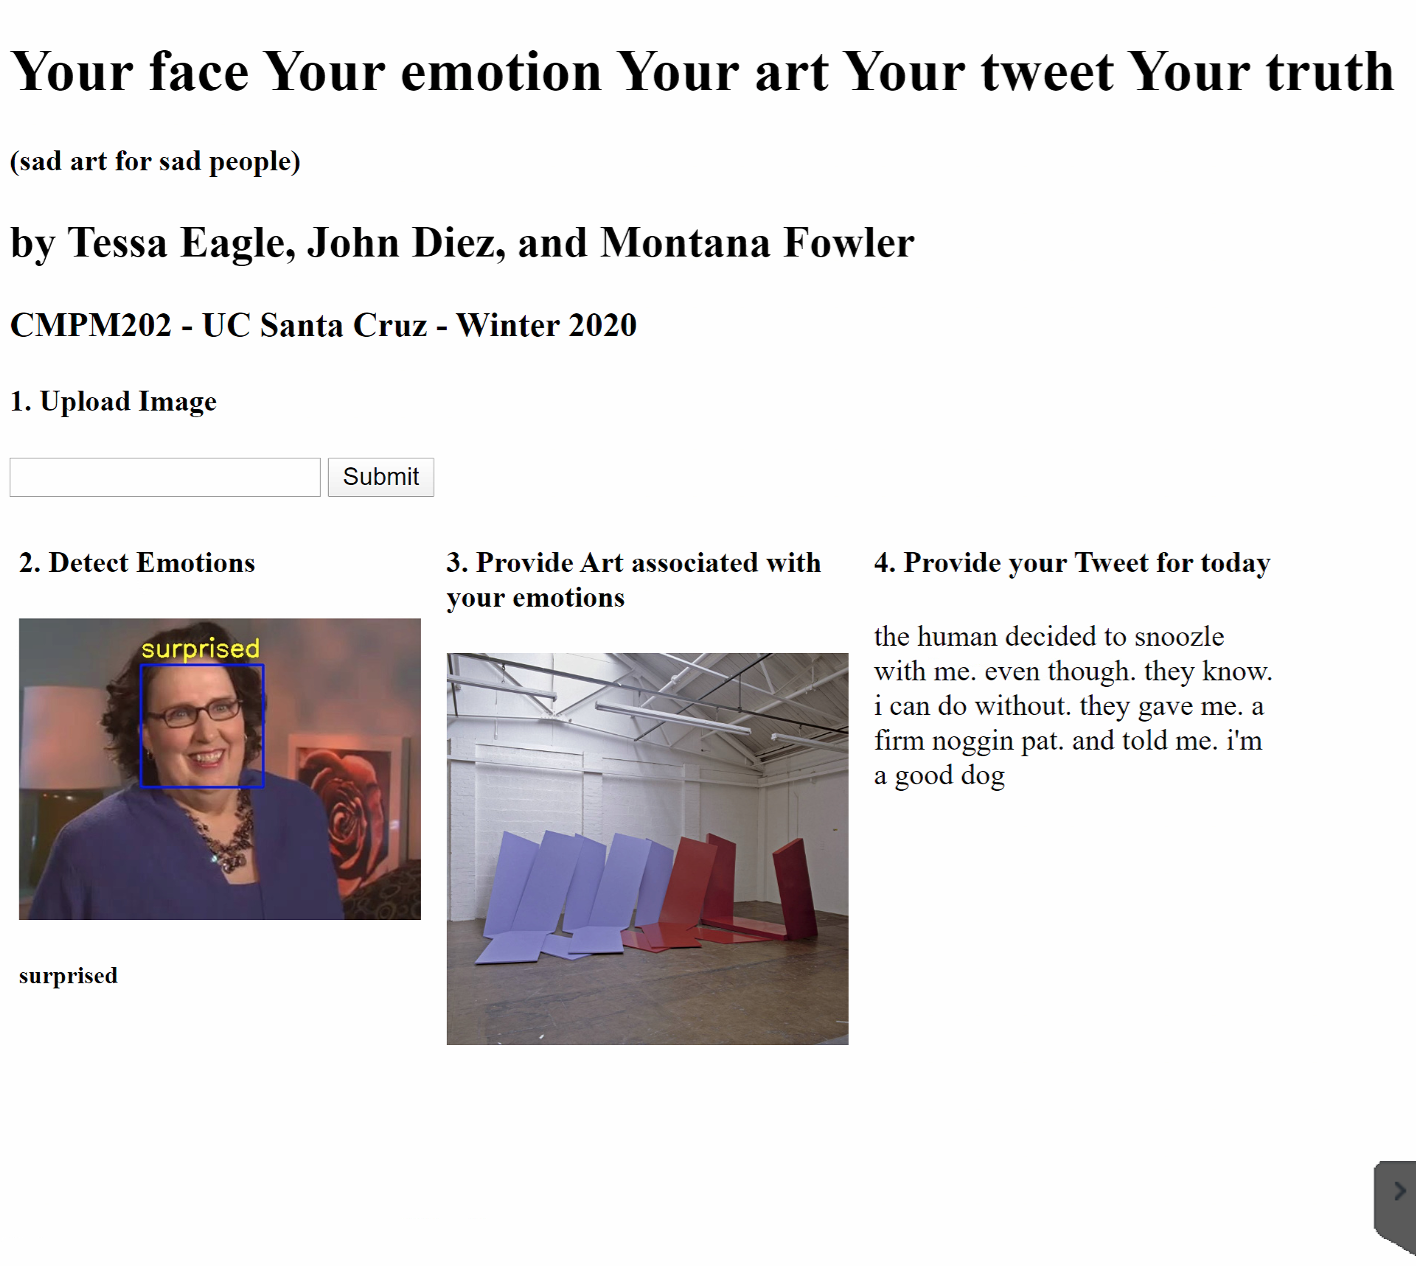 Your face Your emotion Your art Your tweet Your truth
(sad art for sad people)
by Tessa Eagle, John Diez, and Montana Fowler
CMPM202 - UC Santa Cruz - Winter 2020
1. Upload Image
Submit
2. Detect Emotions
surprised
surprised
3. Provide Art associated with
your emotions
4. Provide your Tweet for today
the human decided to snoozle
with me. even though. they know.
i can do without. they gave me. a
firm noggin pat. and told me. i'm
a good dog